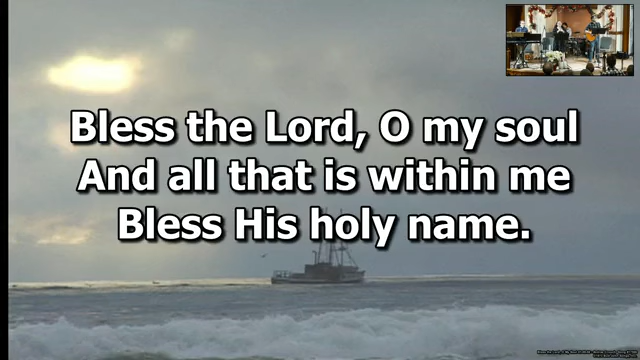 Bless the Lord, O my soul
And all that is within me
Bless His holy name.